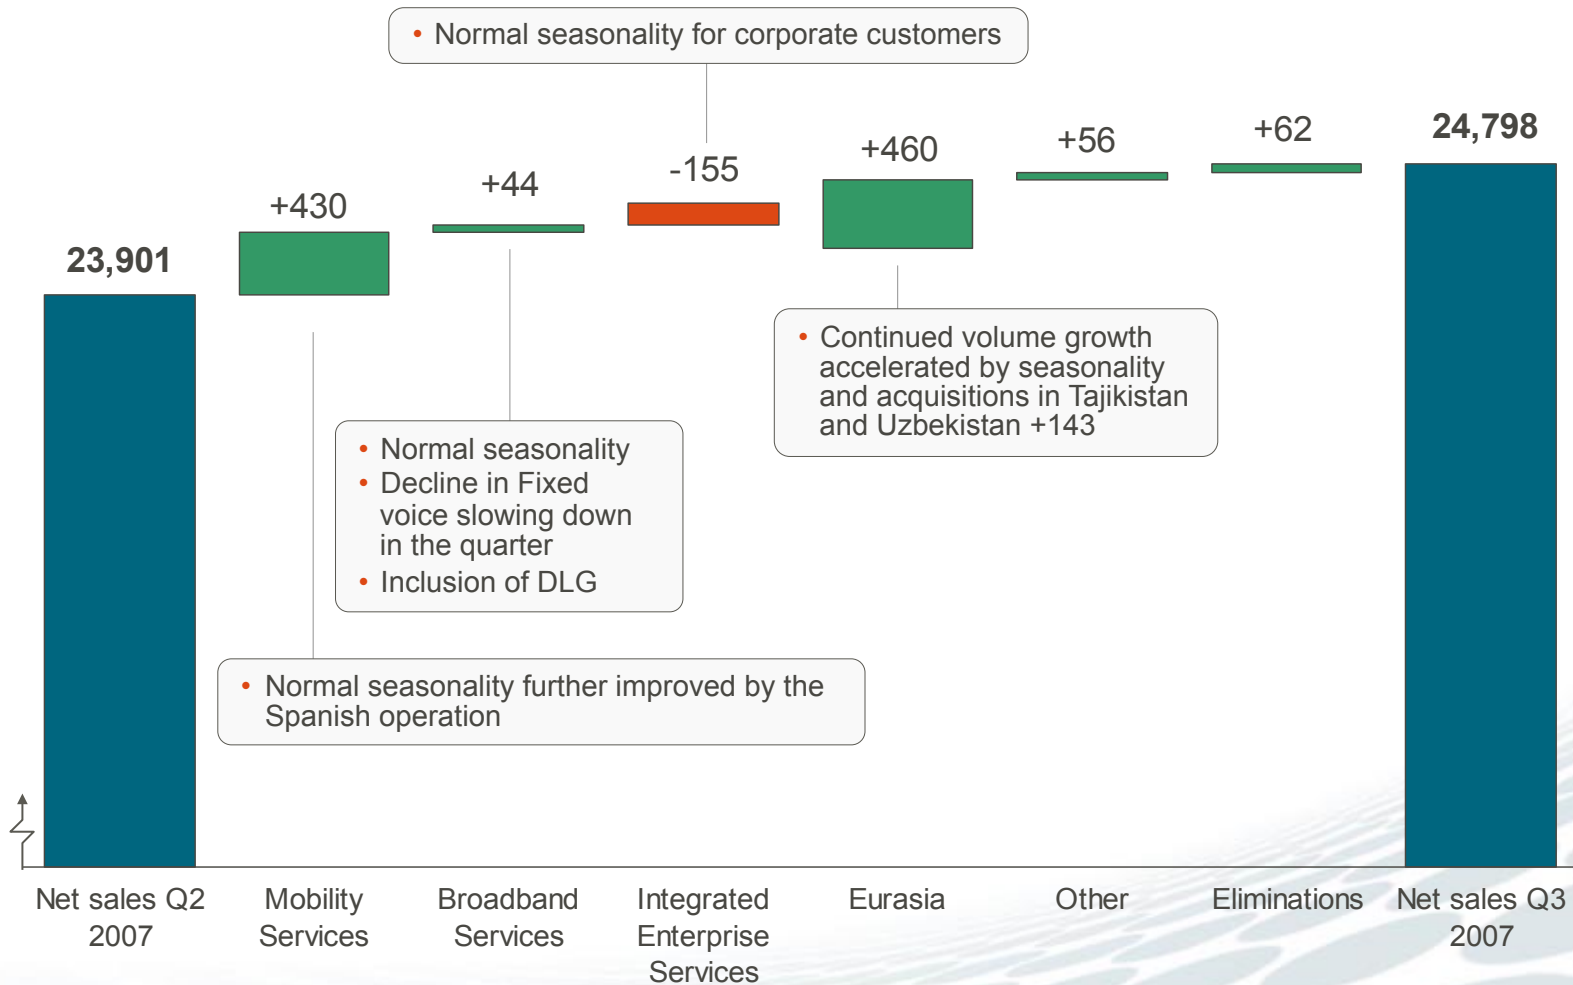 • Normal seasonality for corporate customers
23,901
+430
+44
-155
+460
+56
+62
24,798
• Continued volume growth
accelerated by seasonality
and acquisitions in Tajikistan
and Uzbekistan +143
• Normal seasonality
• Decline in Fixed
voice slowing down
in the quarter
• Inclusion of DLG
• Normal seasonality further improved by the
Spanish operation
Net sales Q2
2007
Mobility
Services
Broadband
Services
Integrated
Enterprise
Services
Eurasia
Other
Eliminations
Net sales Q3
2007